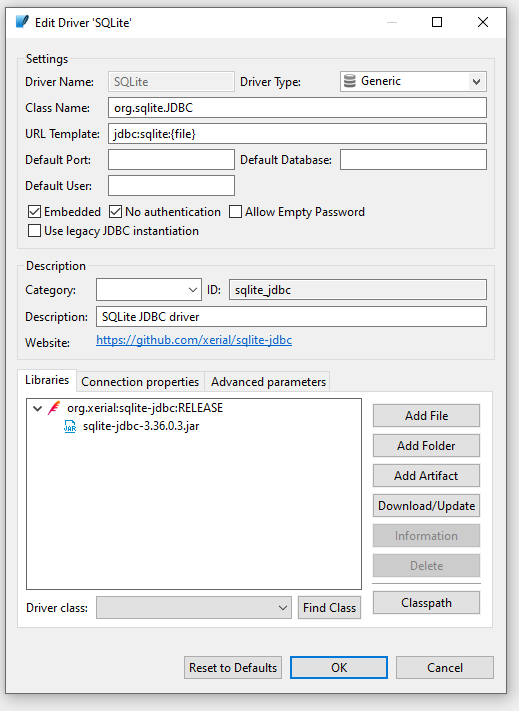 Edit Driver 'SQLite'
Settings
Driver Name: SQLite Driver Type: Generic
Class Name: org.sqlite.JDBC
URL Template: jdbc:sqlite:{file}
Default Port: Default Database:
Default User:
Embedded No authentication Allow Empty Password
Use legacy JDBC instantiation
Description
Category: ID: sqlite_jdbc
Description: SQLite JDBC driver
Website: https://github.com/xerial/sqlite-jdbc
Libraries Connection properties Advanced parameters
org.xerial:sqlite-jdbc:RELEASE
JAR sqlite-jdbc-3.36.0.3.jar
Add File
Add Folder
Add Artifact
Download/Update
Information
Delete
Classpath
Driver class: Find Class
Reset to Defaults OK Cancel